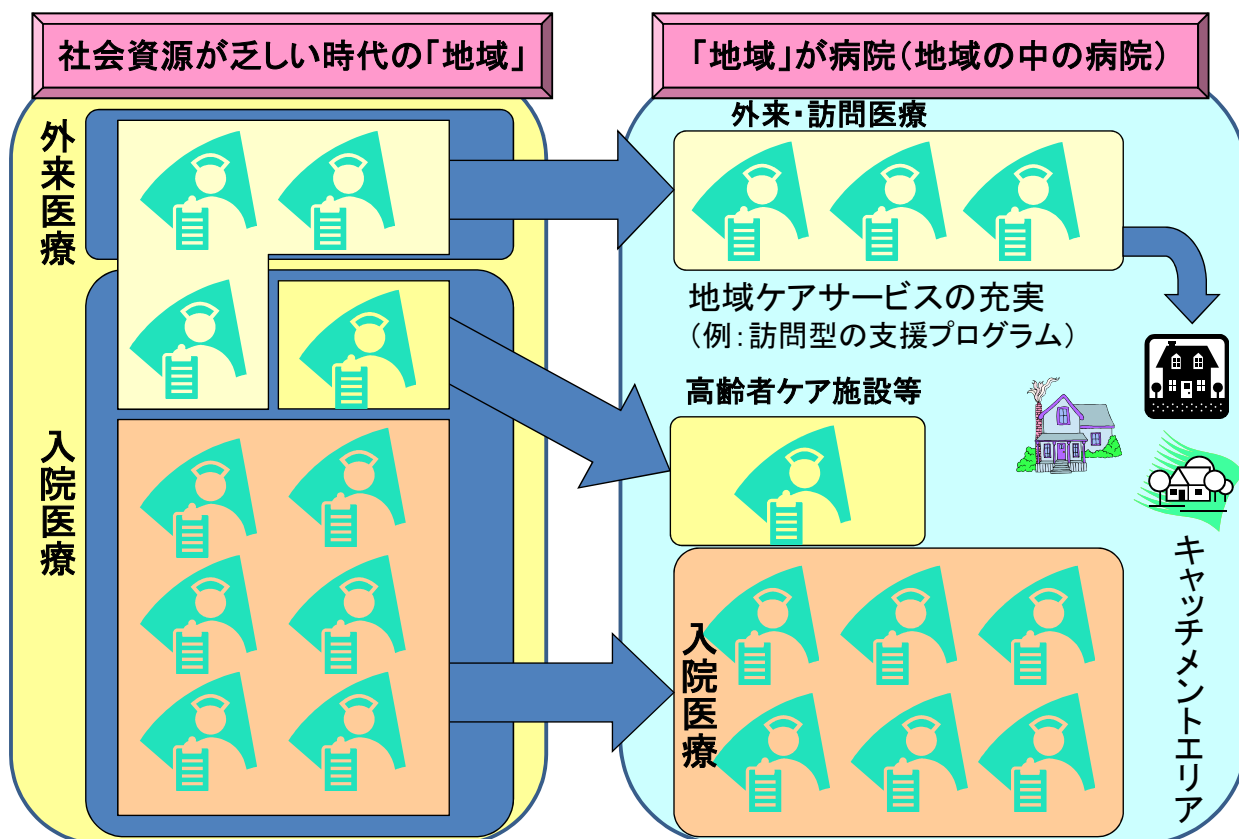 社会資源が乏しい時代の「地域」
外来医療
入院医療
「地域」が病院(地域の中の病院)
外来・訪問医療
地域ケアサービスの充実
(例:訪問型の支援プログラム)
高齢者ケア施設等
入院医療
キャッチメントエリア